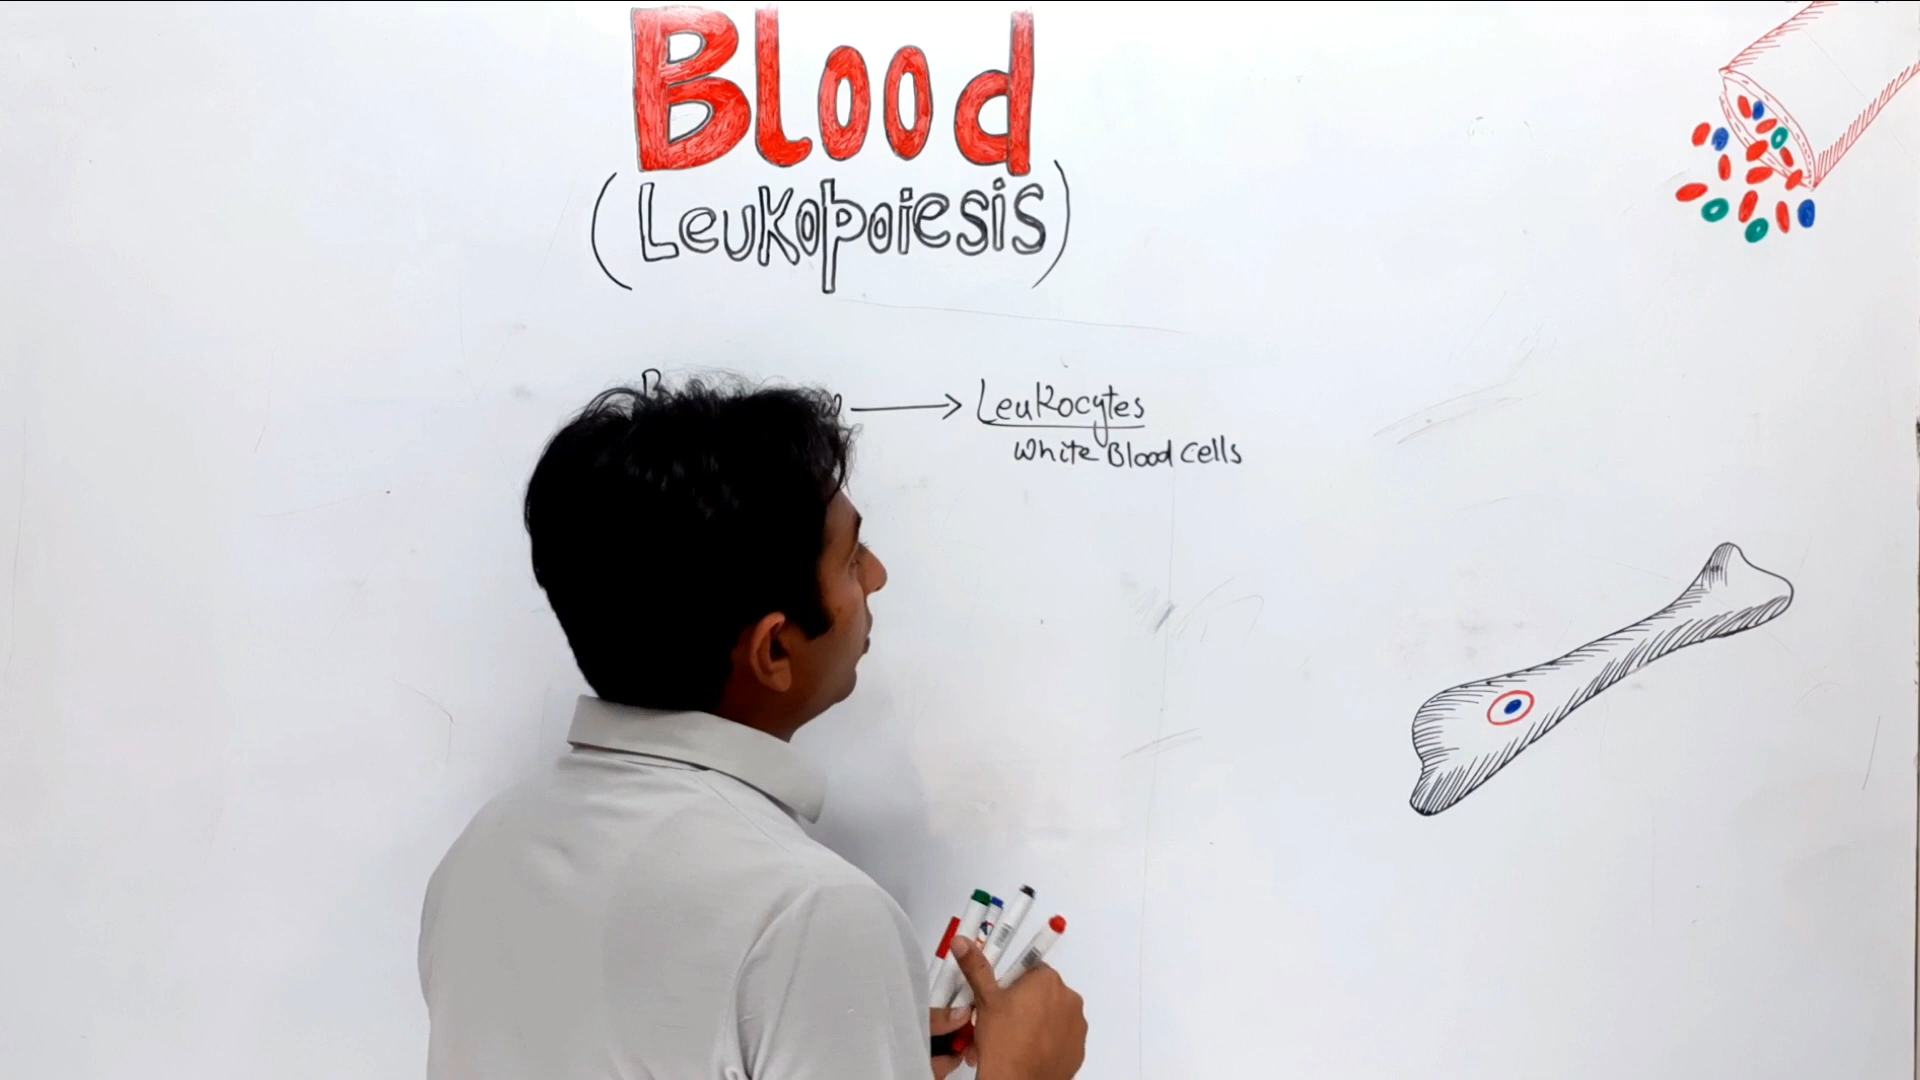 Blood
(Leukopoiesis)
→ Leukocytes
White Blood Cells